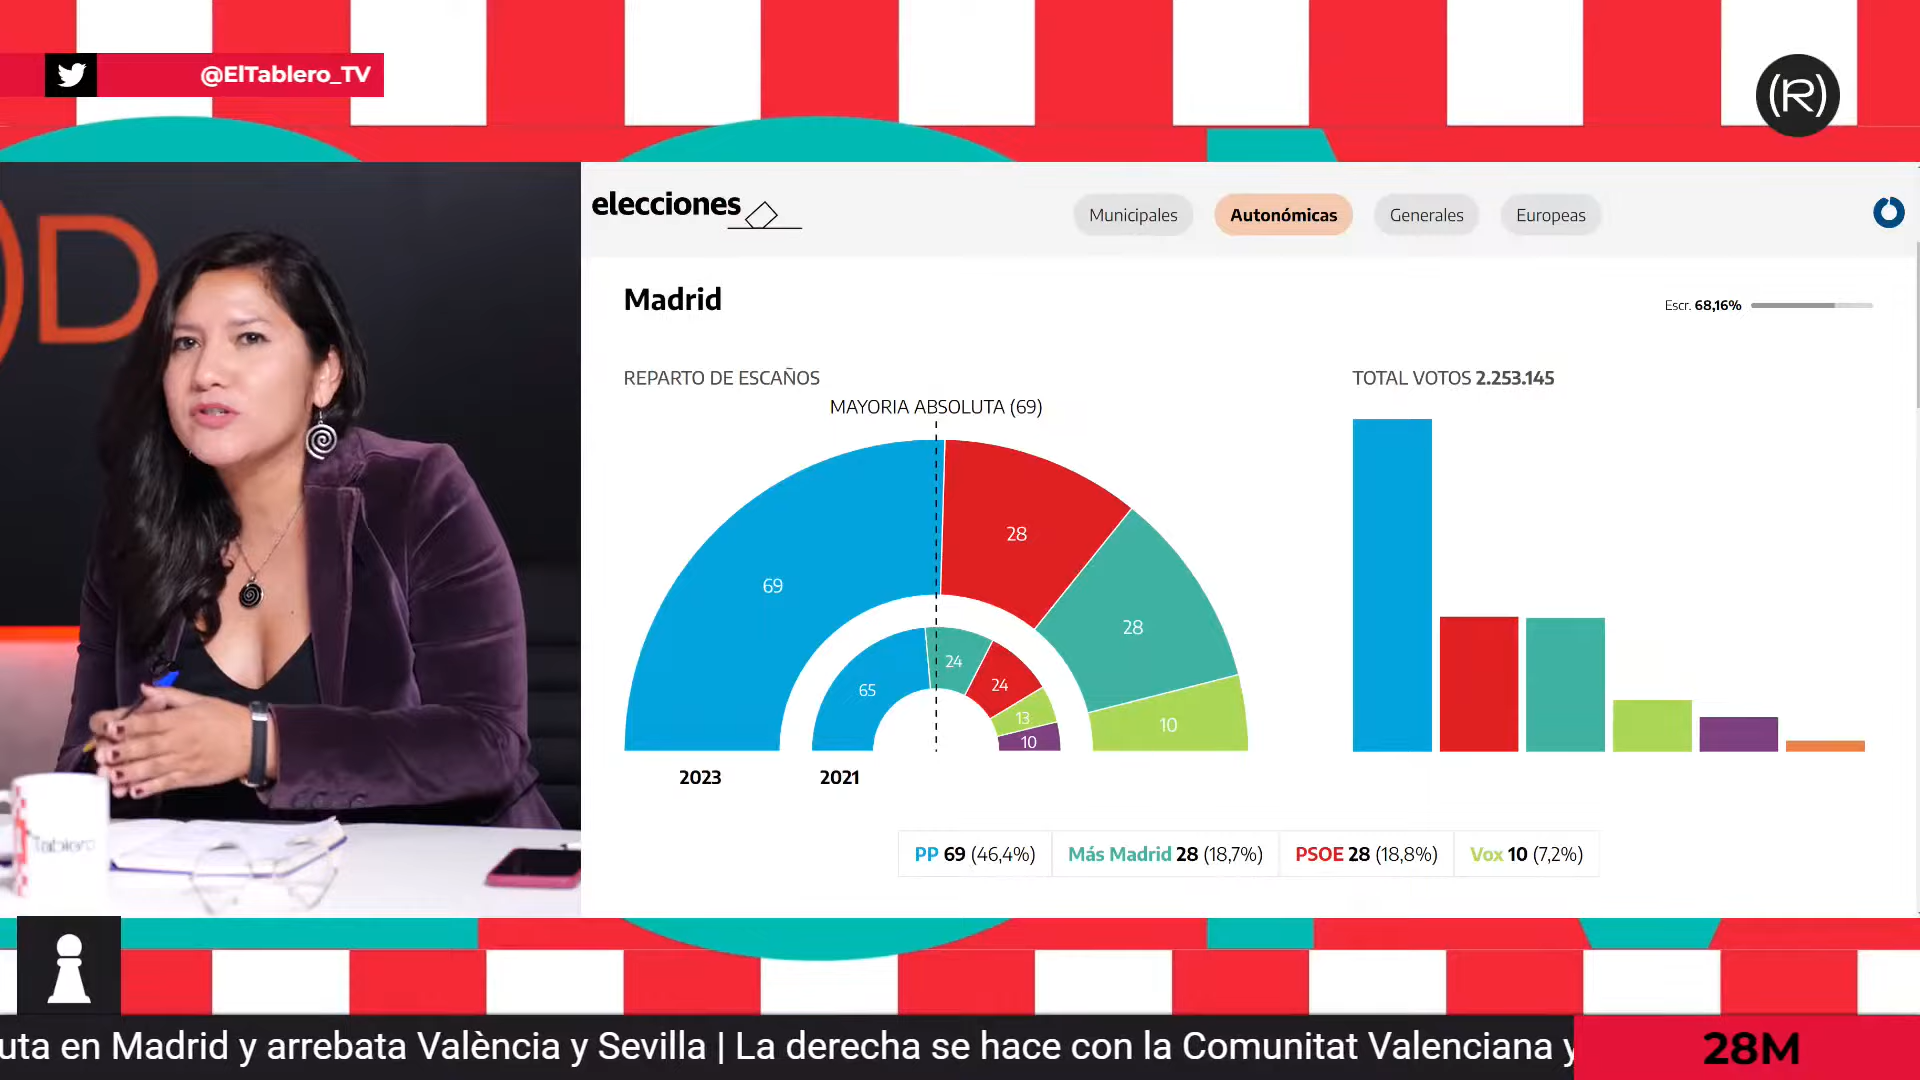 @ElTablero_TV
(R)
D
elecciones
Municipales
Autonómicas
Generales
Europeas
Madrid
Escr. 68,16%
REPARTO DE ESCAÑOS
TOTAL VOTOS 2.253.145
MAYORIA ABSOLUTA (69)
69
28
28
10
65
24
24
13
10
2023
2021
PP 69 (46,4%)
Más Madrid 28 (18,7%)
PSOE 28 (18,8%)
Vox 10 (7,2%)
Tablero
uta en Madrid y arrebata València y Sevilla | La derecha se hace con la Comunitat Valenciana y
28M